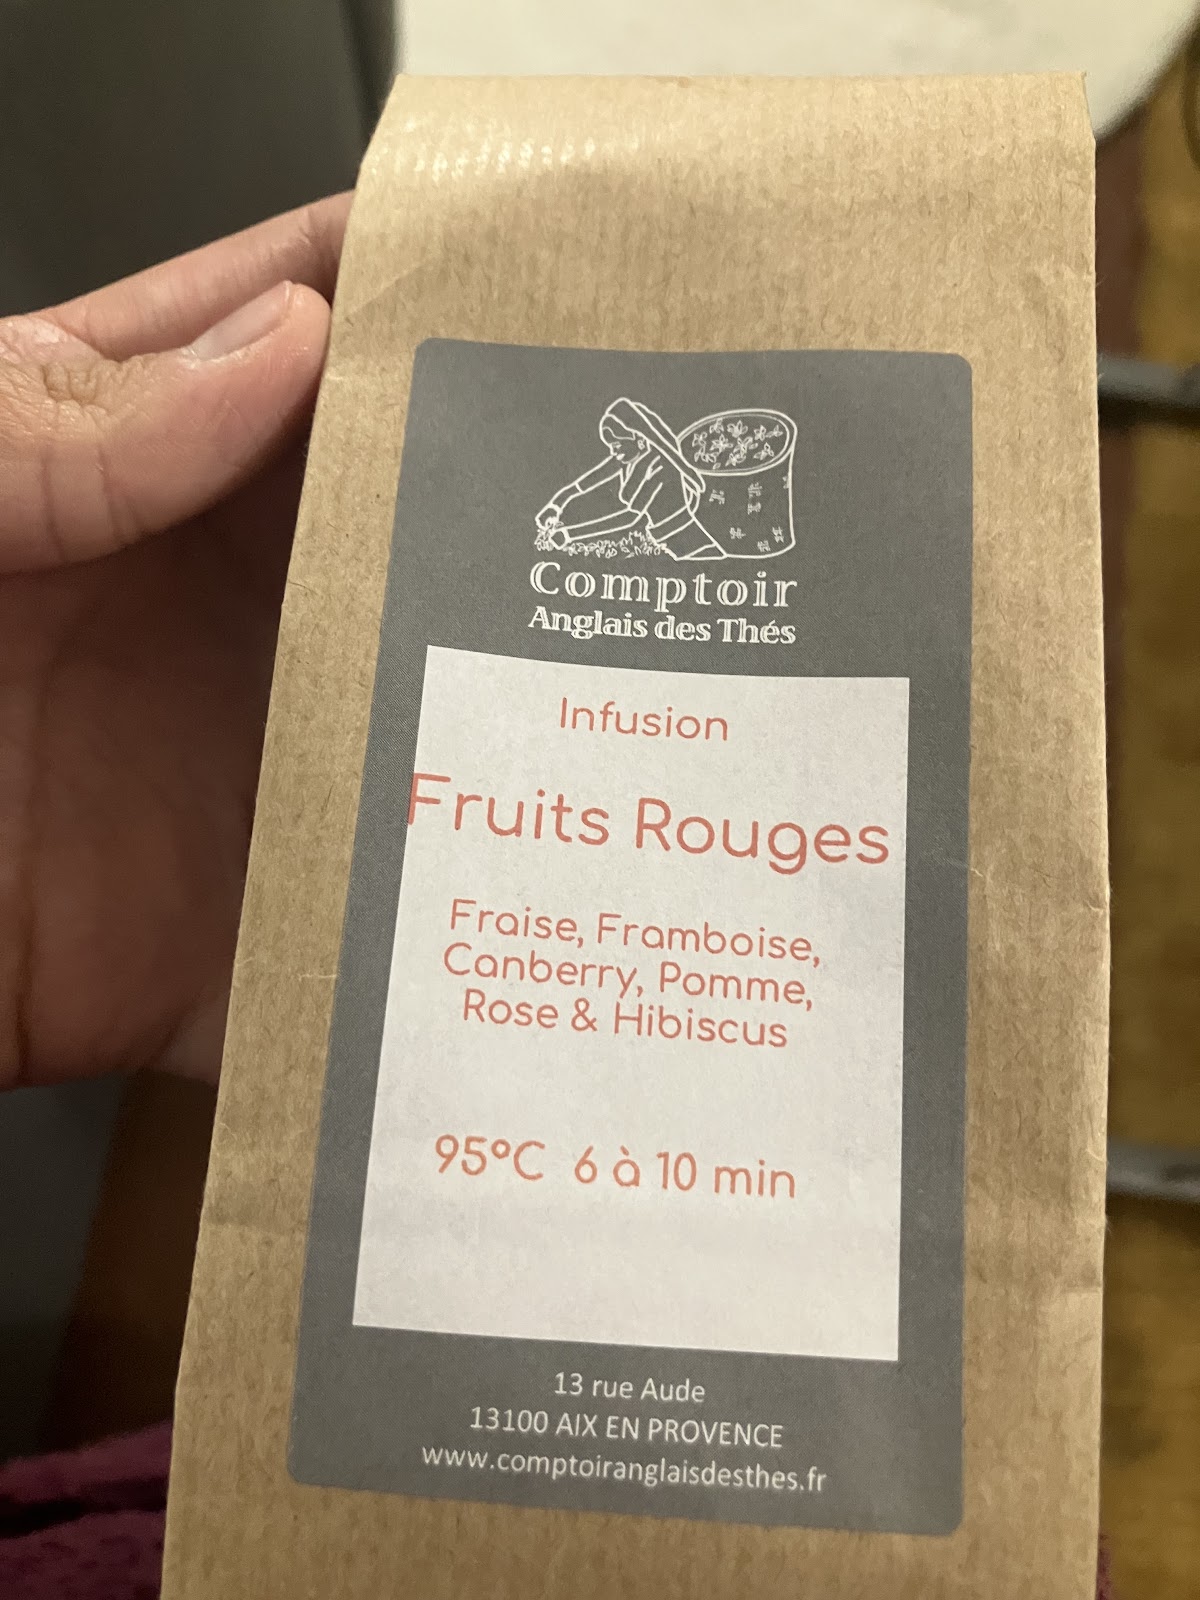 Comptoir
Anglais des Thés
Infusion
Fruits Rouges
Fraise, Framboise,
Canberry, Pomme,
Rose & Hibiscus
95°C 6 à 10 min
13 rue Aude
13100 AIX EN PROVENCE
www.comptoiranglaisdesthes.fr